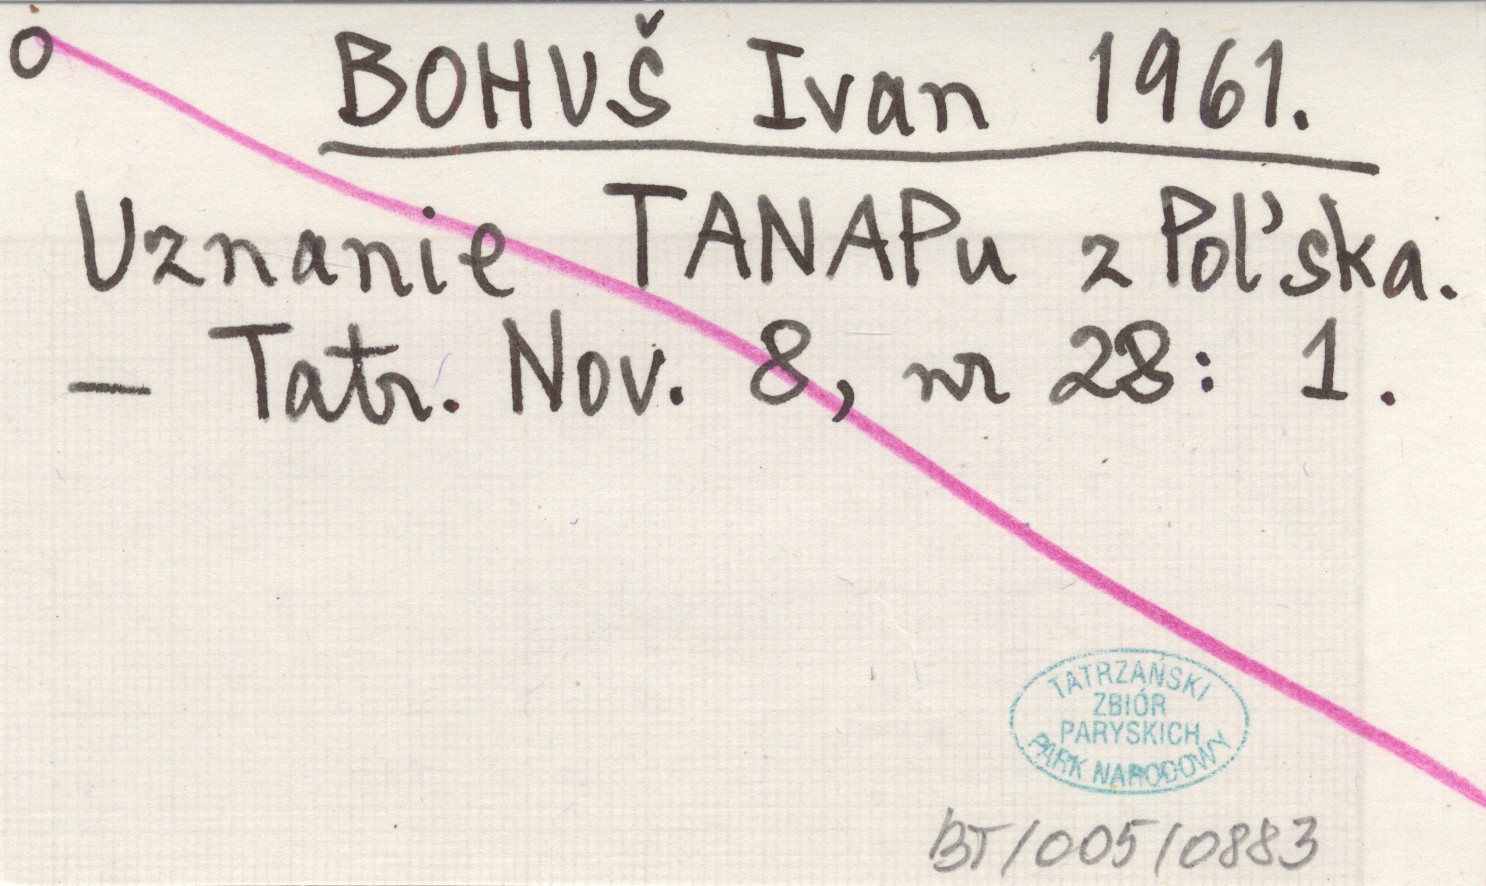 o
BOHUŠ Ivan 1961.
Uznanie TANAPu z Poľska.
— Tatr. Nov. 8, nr 28: 1.
TATRZAŃSKI
ZBIÓR
PARYSKICH
PARK NARODOWY
BT/005/0883